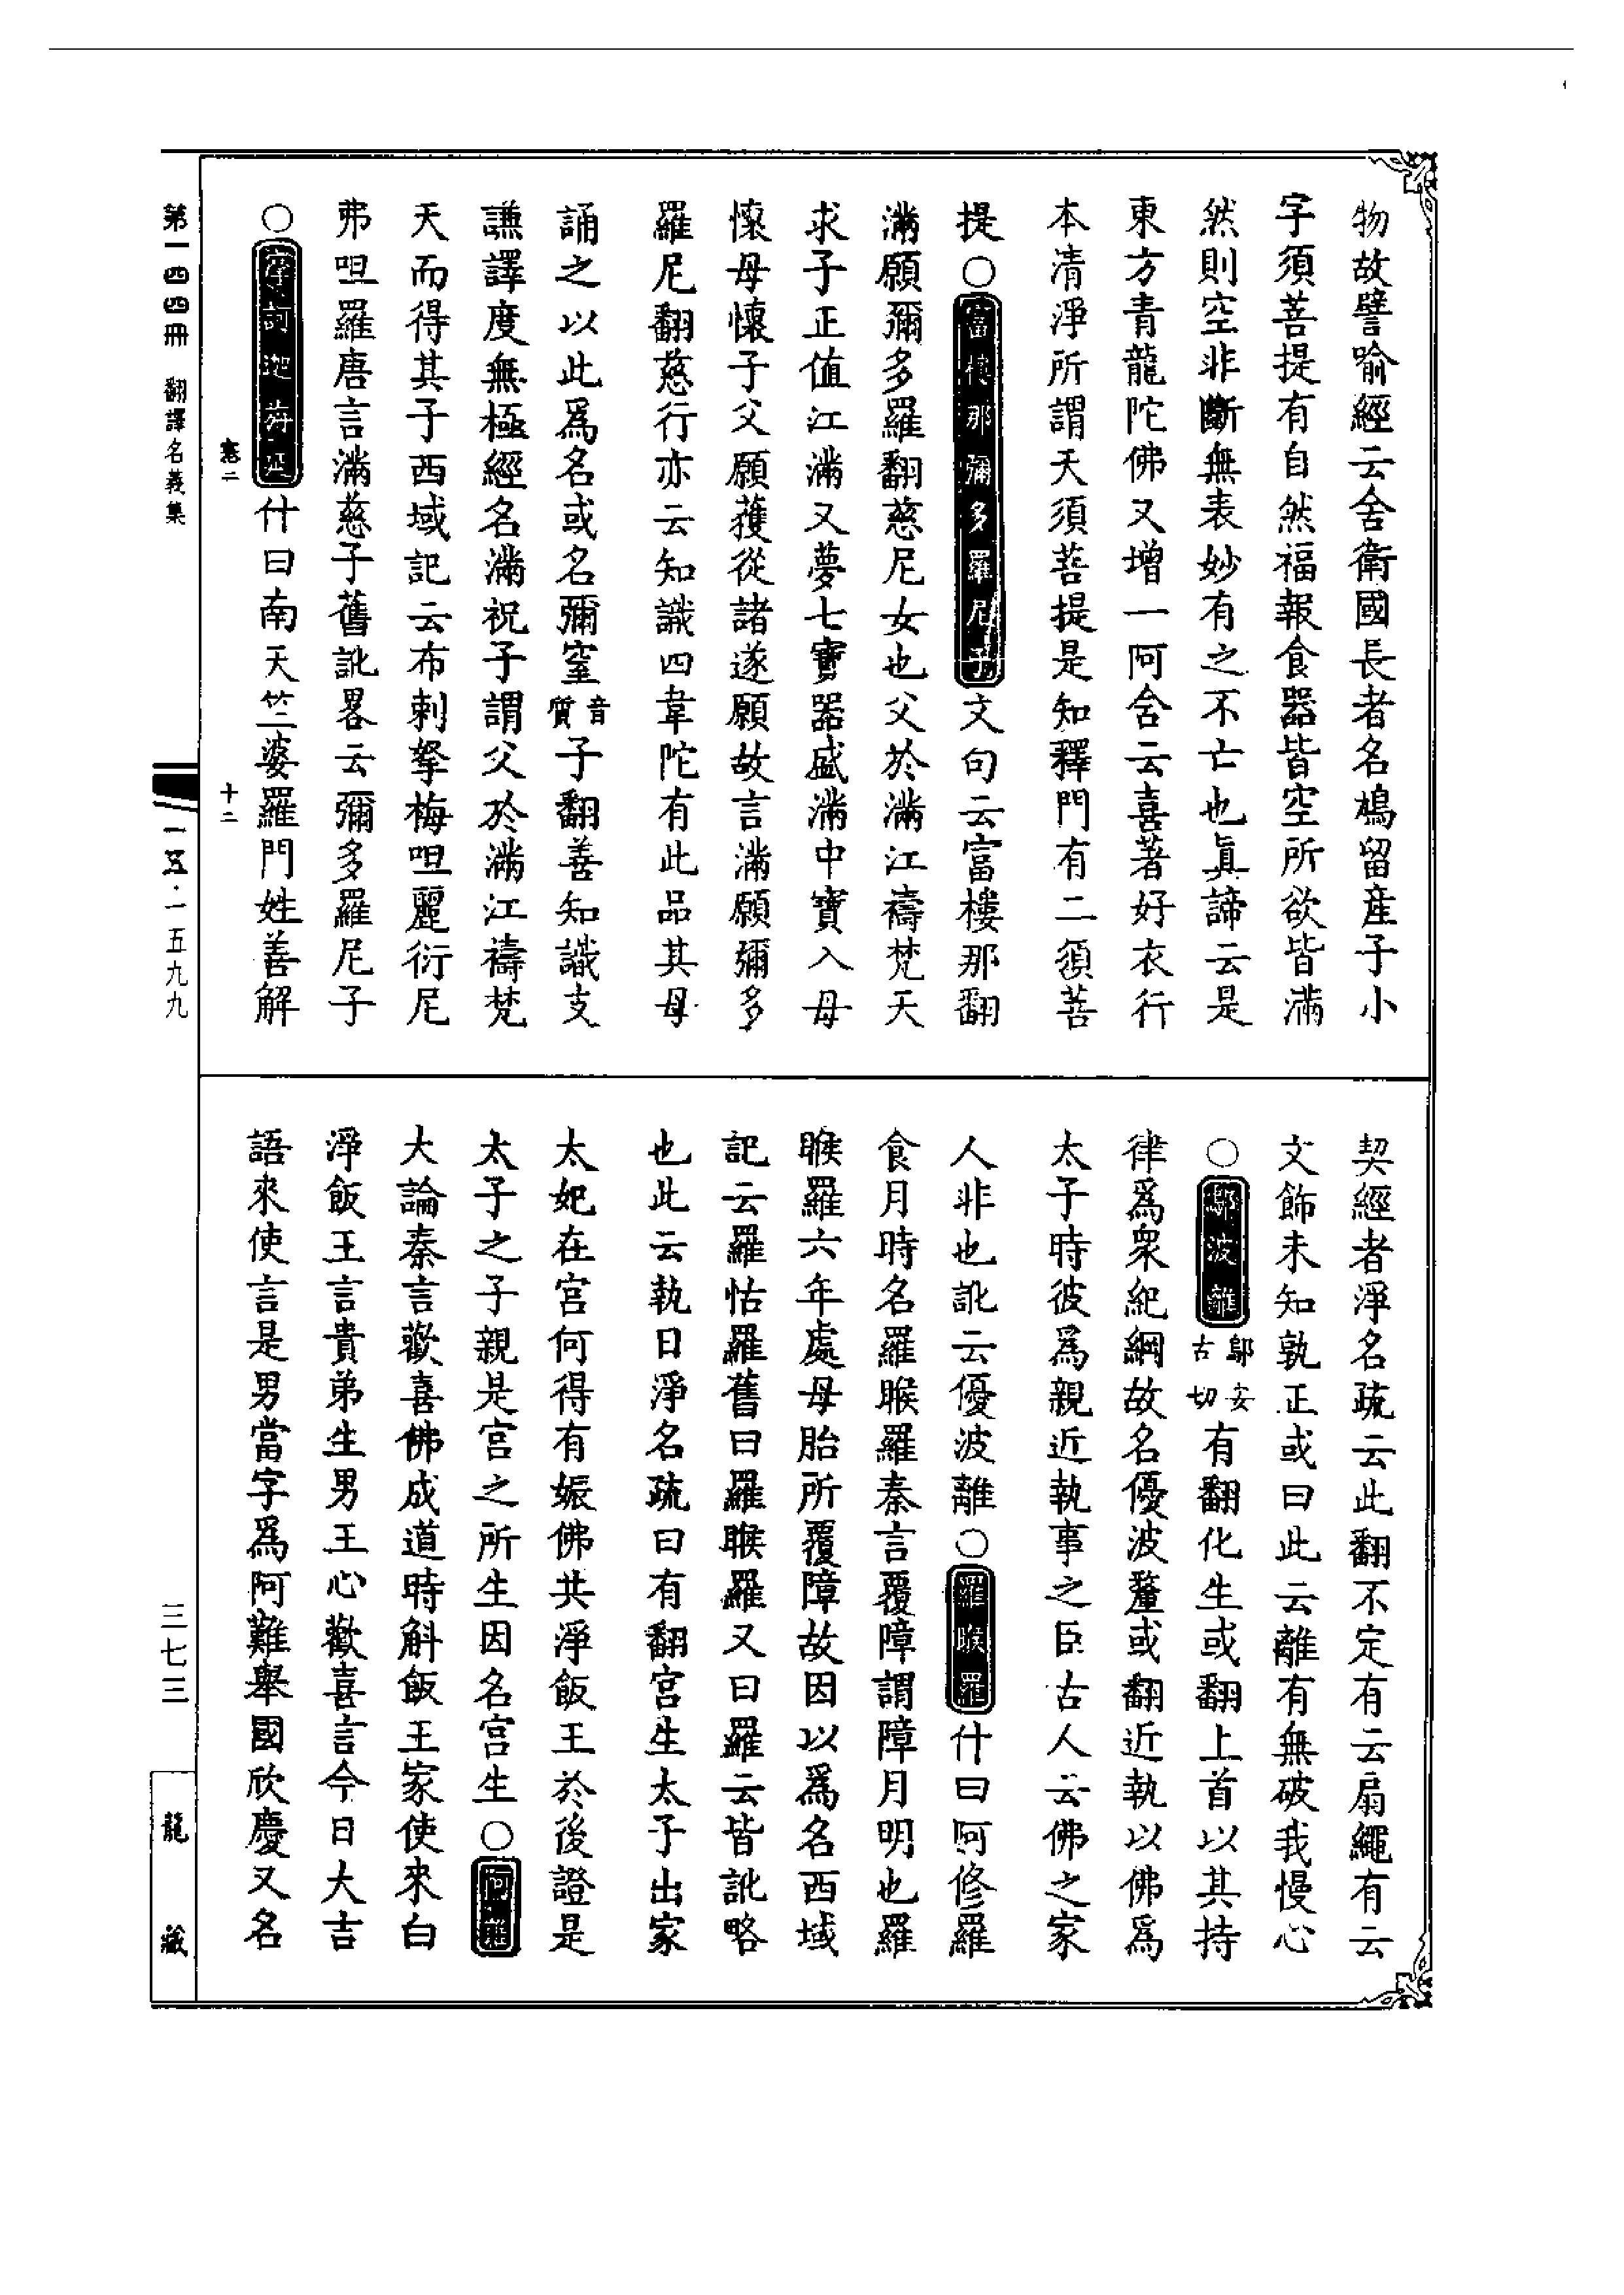 物故譬喻經云舍衛國長者名鳩留產子小
字須菩提有自然福報食器皆空所欲皆滿
然則空非斷無表妙有之不亡也真諦云是
東方青龍陀佛又增一阿含云喜著好衣行
本清淨所謂天須菩提是知釋門有二須菩
提○富樓那彌多羅尼子文句云富樓那翻
滿願彌多羅翻慈尼女也父於滿江禱梵天
求子正值江滿又夢七寶器盛滿中寶入母
懷母懷子父願獲從諸遂願故言滿願彌多
羅尼翻慈行亦云知識四韋陀有此品其母
誦之以此為名或名彌窒音質子翻善知識支
謙譯度無極經名滿祝子謂父於滿江禱梵
天而得其子西域記云布剌拏梅呾麗衍尼
弗呾羅唐言滿慈子舊訛畧云彌多羅尼子
○摩訶迦旃延什曰南天竺婆羅門姓善解
契經者淨名疏云此翻不定有云扇繩有云
文飾未知孰正或曰此云離有無破我慢心
○鄔波離鄔安古切有翻化生或翻上首以其持
律為眾紀綱故名優波釐或翻近執以佛為
太子時彼為親近執事之臣古人云佛之家
人非也訛云優波離○羅睺羅什曰阿修羅
食月時名羅睺羅秦言覆障謂障月明也羅
睺羅六年處母胎所覆障故因以為名西域
記云羅怙羅舊曰羅睺羅又曰羅云皆訛略
也此云執日淨名疏曰有翻宮生太子出家
太妃在宮何得有娠佛共淨飯王於後證是
太子之子親是宮之所生因名宮生○阿難
大論秦言歡喜佛成道時斛飯王家使來白
淨飯王言貴弟生男王心歡喜言今日大吉
語來使言是男當字為阿難舉國欣慶又名
第一四四冊 翻譯名義集
十二
一五·一五九九
三七三
龍藏